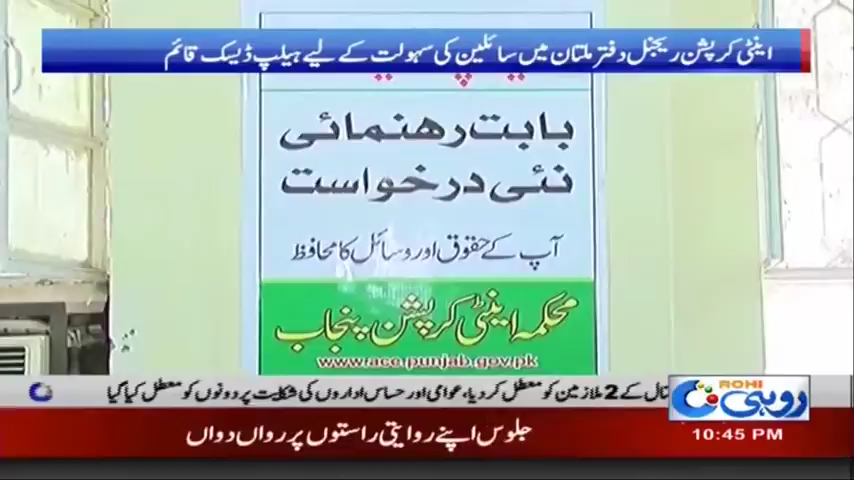 اینٹی کرپشن ریجنل دفتر ملتان میں سائلین کی سہولت کے لیے ہیلپ ڈیسک قائم
بابت رهنمائی
نئی درخواست
آپ کے حقوق اور وسائل کا محافظ
محکمہ اینٹی کرپشن پنجاب
www.ace.punjab.gov.pk
کے 2 ملازمین کو معطل کر دیا، عوامی اور حساس اداروں کی شکایت پر دونوں کو معطل کیا گیا
ROHI
روہی
10:45 PM
جلوس اپنے روایتی راستوں پر رواں دواں